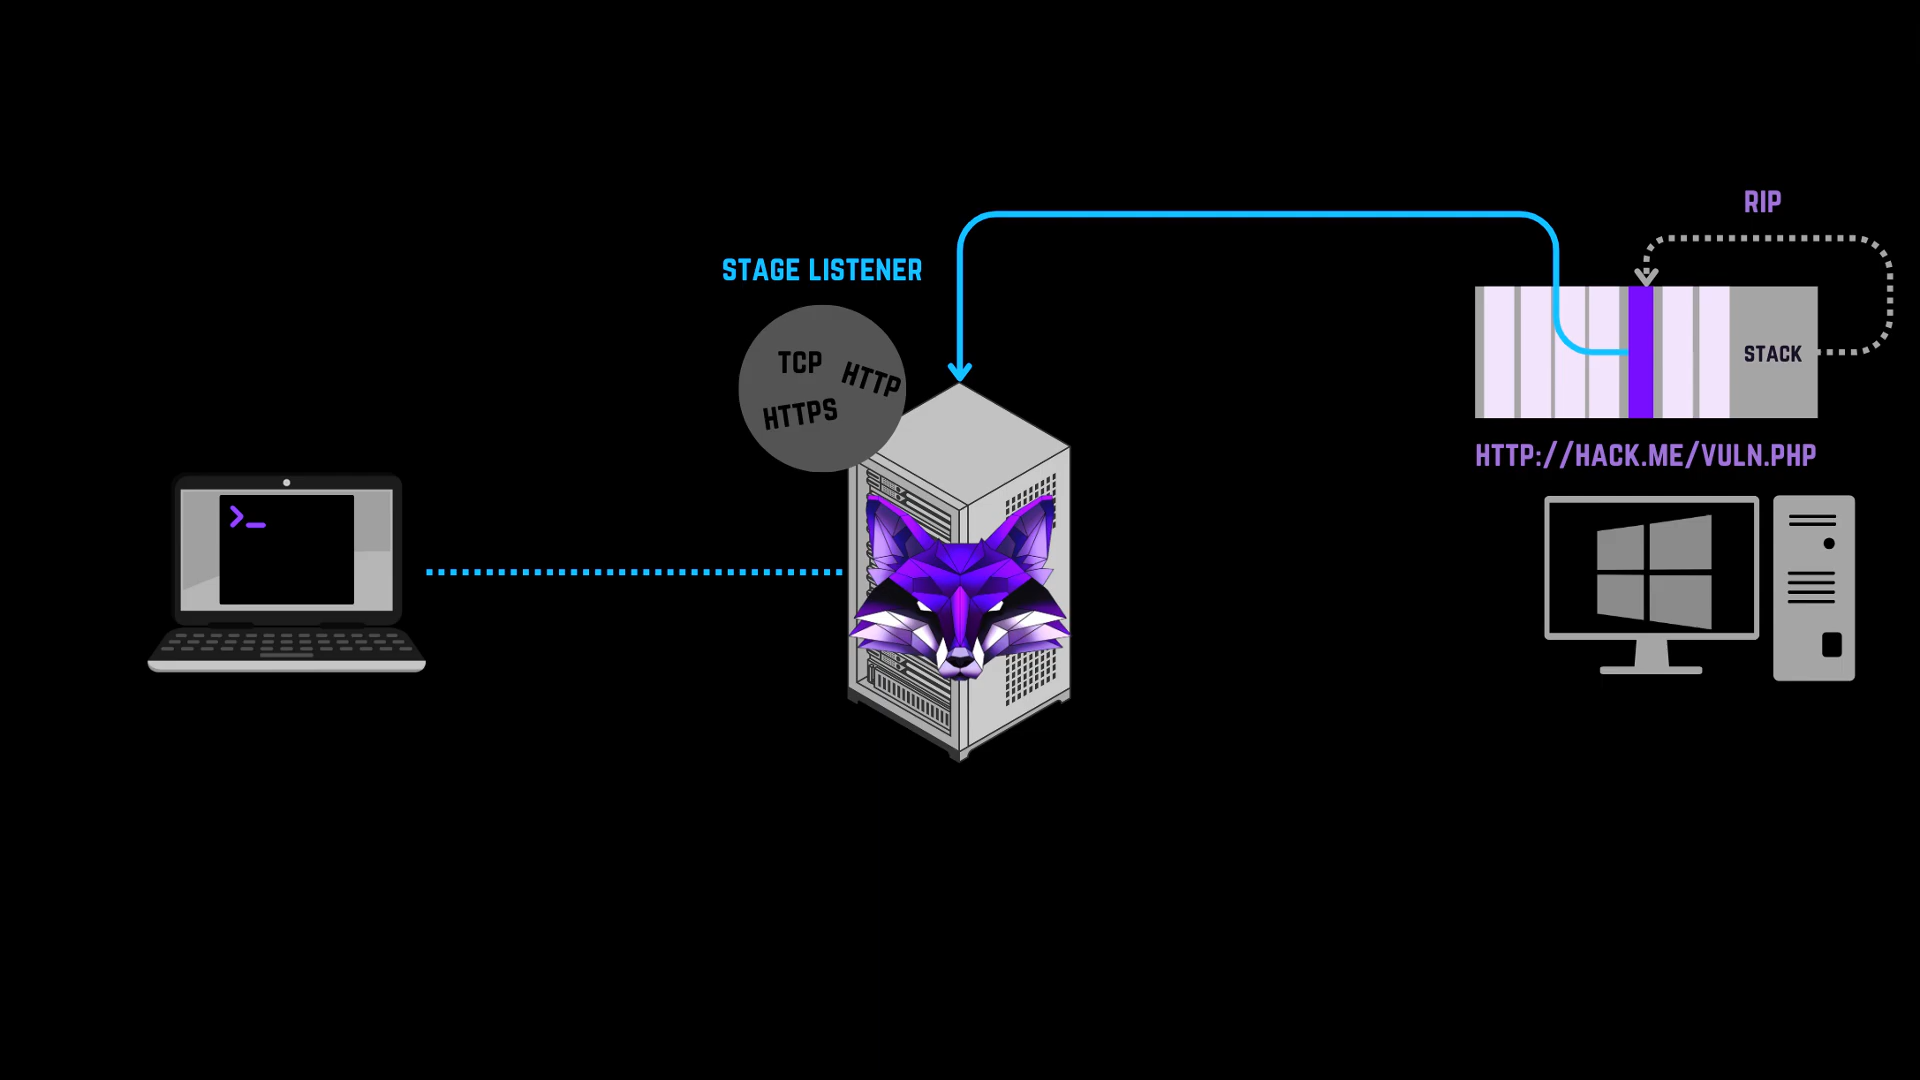 RIP
STAGE LISTENER
TCP
HTTP
HTTPS
STACK
HTTP://HACK.ME/VULN.PHP
>_